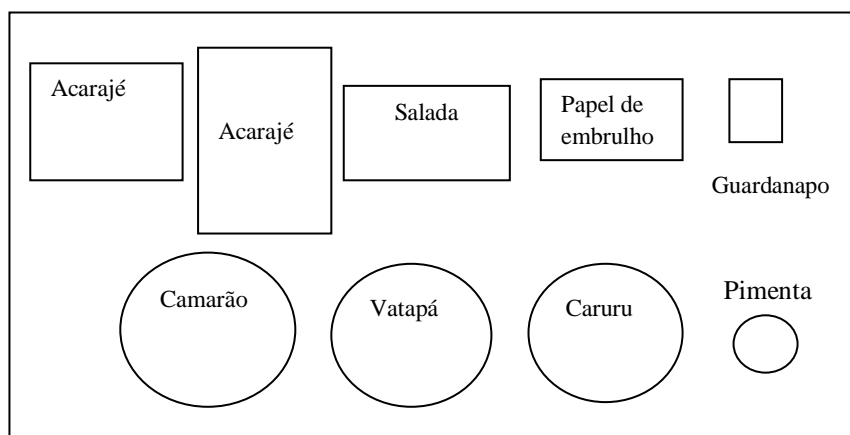 Acarajé
Acarajé
Salada
Papel de
embrulho
Guardanapo
Camarão
Vatapá
Caruru
Pimenta